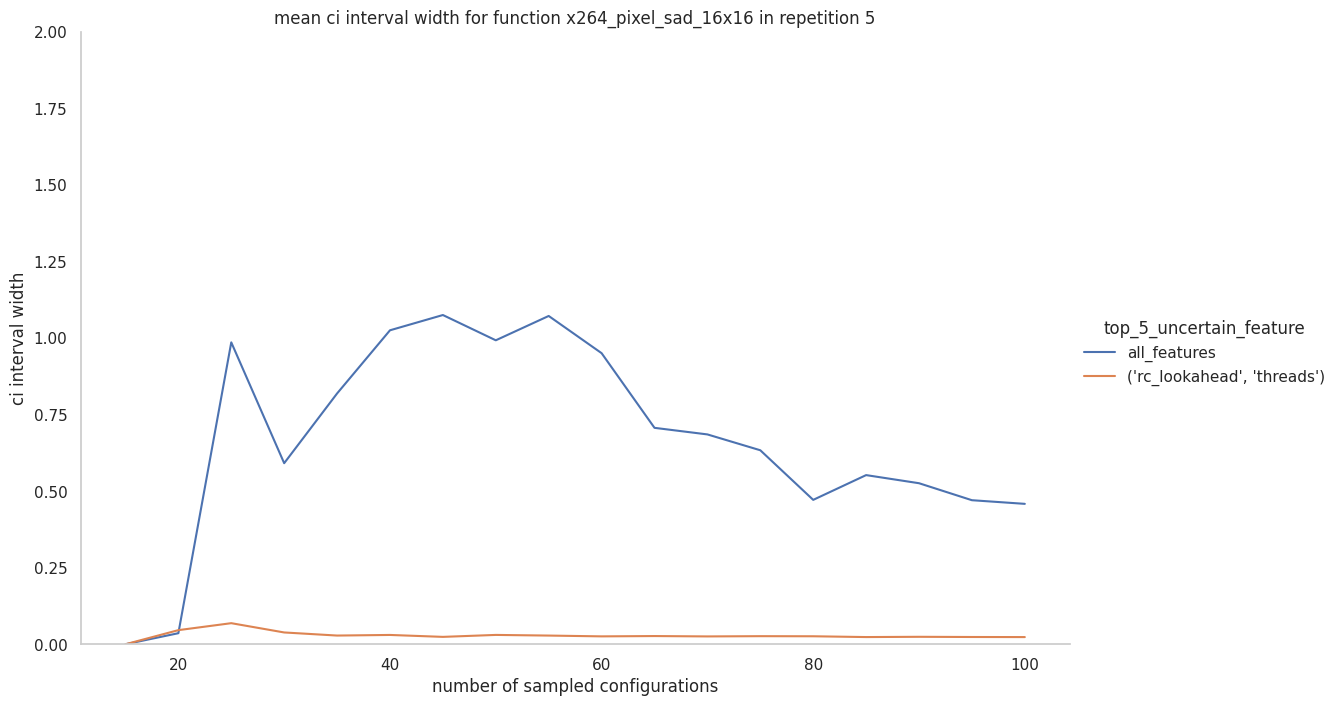 mean ci interval width for function x264_pixel_sad_16x16 in repetition 5
2.00
1.75
1.50
1.25
1.00
0.75
0.50
0.25
0.00
ci interval width
20
40
60
80
100
number of sampled configurations
top_5_uncertain_feature
all_features
('rc_lookahead', 'threads')